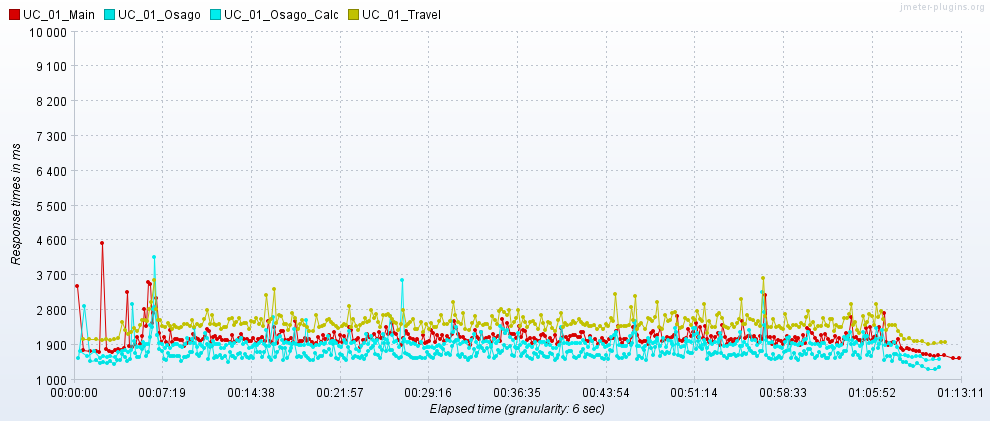 UC_01_Main UC_01_Osago UC_01_Osago_Calc UC_01_Travel
jmeter-plugins.org
10 000
9 100
8 200
7 300
6 400
5 500
4 600
3 700
2 800
1 900
1 000
Response times in ms
00:00:00 00:07:19 00:14:38 00:21:57 00:29:16 00:36:35 00:43:54 00:51:14 00:58:33 01:05:52 01:13:11
Elapsed time (granularity: 6 sec)